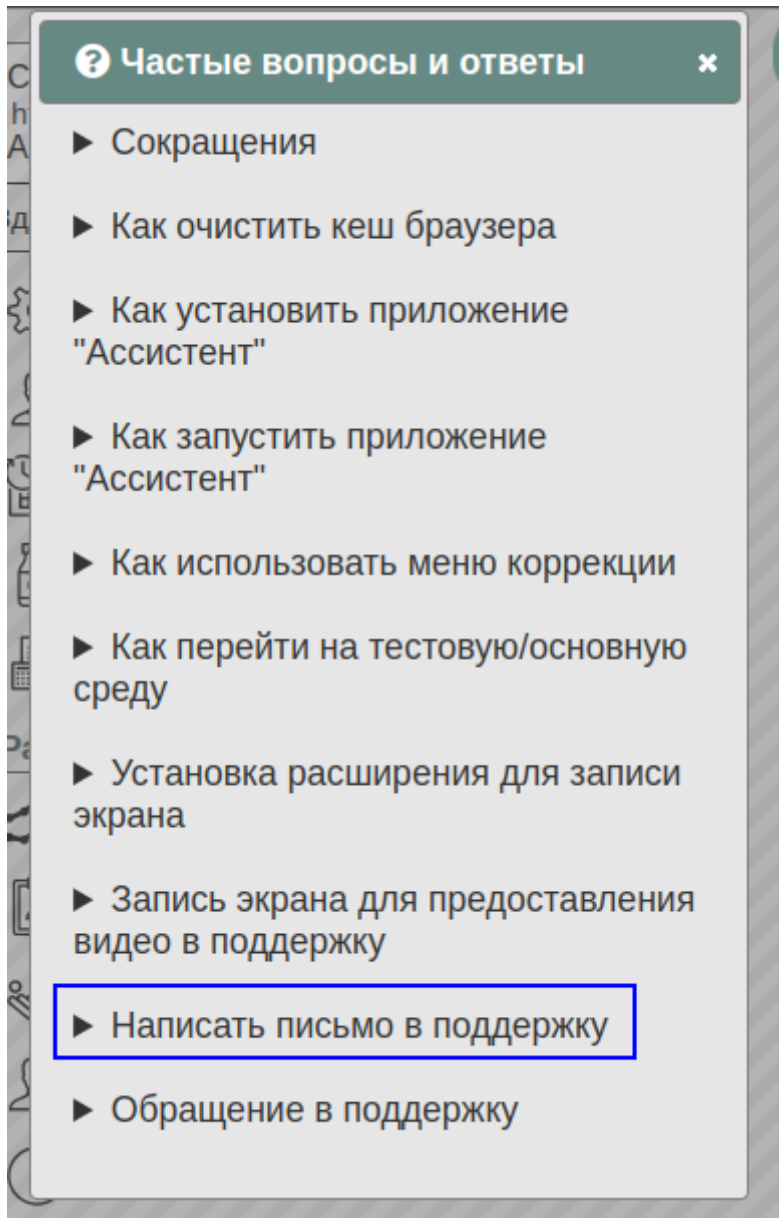 Частые вопросы и ответы
Сокращения
Как очистить кеш браузера
Как установить приложение
"Ассистент"
Как запустить приложение
"Ассистент"
Как использовать меню коррекции
Как перейти на тестовую/основную
среду
Установка расширения для записи
экрана
Запись экрана для предоставления
видео в поддержку
Написать письмо в поддержку
Обращение в поддержку